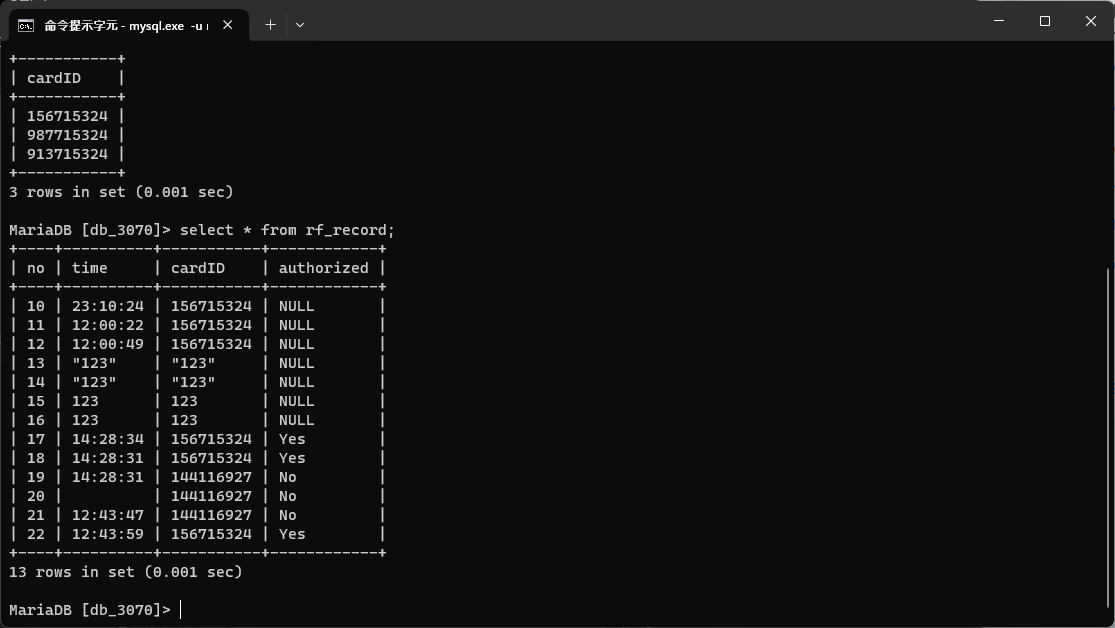 命令提示字元 - mysql.exe -u
+-----------+
| cardID    |
+-----------+
| 156715324 |
| 987715324 |
| 913715324 |
+-----------+
3 rows in set (0.001 sec)
MariaDB [db_3070]> select * from rf_record;
+----+----------+-----------+------------+
| no | time     | cardID    | authorized |
+----+----------+-----------+------------+
| 10 | 23:10:24 | 156715324 | NULL       |
| 11 | 12:00:22 | 156715324 | NULL       |
| 12 | 12:00:49 | 156715324 | NULL       |
| 13 | "123"    | "123"     | NULL       |
| 14 | "123"    | "123"     | NULL       |
| 15 | 123      | 123       | NULL       |
| 16 | 123      | 123       | NULL       |
| 17 | 14:28:34 | 156715324 | Yes        |
| 18 | 14:28:31 | 156715324 | Yes        |
| 19 | 14:28:31 | 144116927 | No         |
| 20 |          | 144116927 | No         |
| 21 | 12:43:47 | 144116927 | No         |
| 22 | 12:43:59 | 156715324 | Yes        |
+----+----------+-----------+------------+
13 rows in set (0.001 sec)
MariaDB [db_3070]>